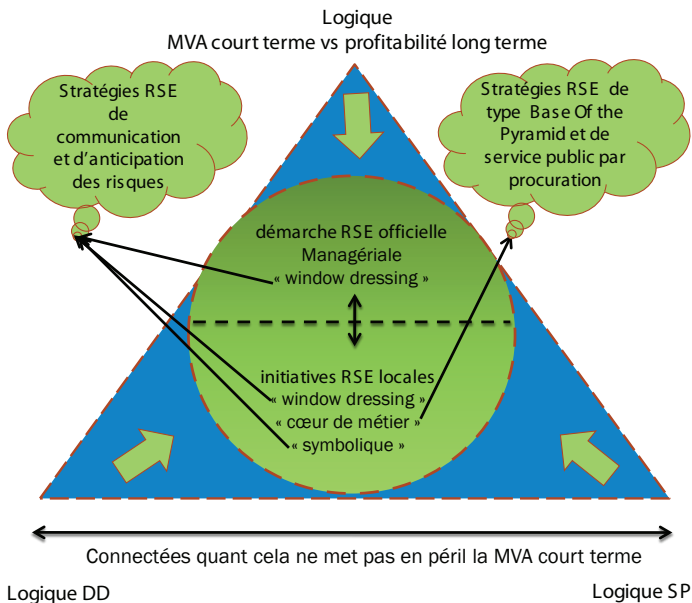 Logique
MVA court terme vs profitabilité long terme
Stratégies RSE
de
communication
et d'anticipation
des risques
Stratégies RSE de
type Base Of the
Pyramid et de
service public par
procuration
démarche RSE officielle
Managériale
« window dressing »
initiatives RSE locales
« window dressing »
« cœur de métier »
« symbolique »
Connectées quant cela ne met pas en péril la MVA court terme
Logique DD
Logique SP